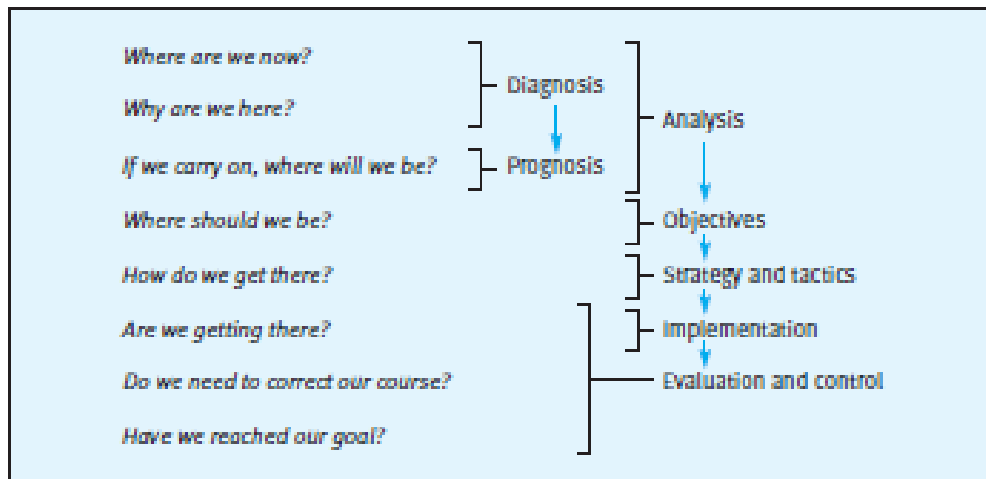 Where are we now?
Why are we here?
Diagnosis
Analysis
If we carry on, where will we be?
Prognosis
Where should we be?
Objectives
How do we get there?
Strategy and tactics
Are we getting there?
Implementation
Do we need to correct our course?
Evaluation and control
Have we reached our goal?